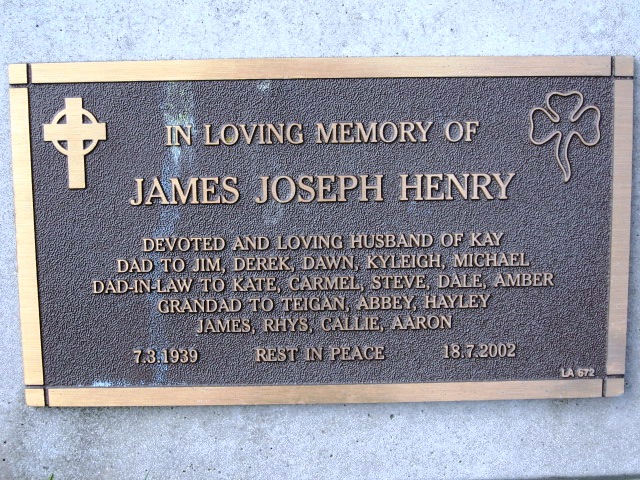 IN LOVING MEMORY OF
JAMES JOSEPH HENRY
DEVOTED AND LOVING HUSBAND OF KAY
DAD TO JIM, DEREK, DAWN, KYLEIGH, MICHAEL
DAD-IN-LAW TO KATE, CARMEL, STEVE, DALE, AMBER
GRANDAD TO TEIGAN, ABBEY, HAYLEY
JAMES, RHYS, CALLIE, AARON
7.3.1939 REST IN PEACE 18.7.2002
LA 672